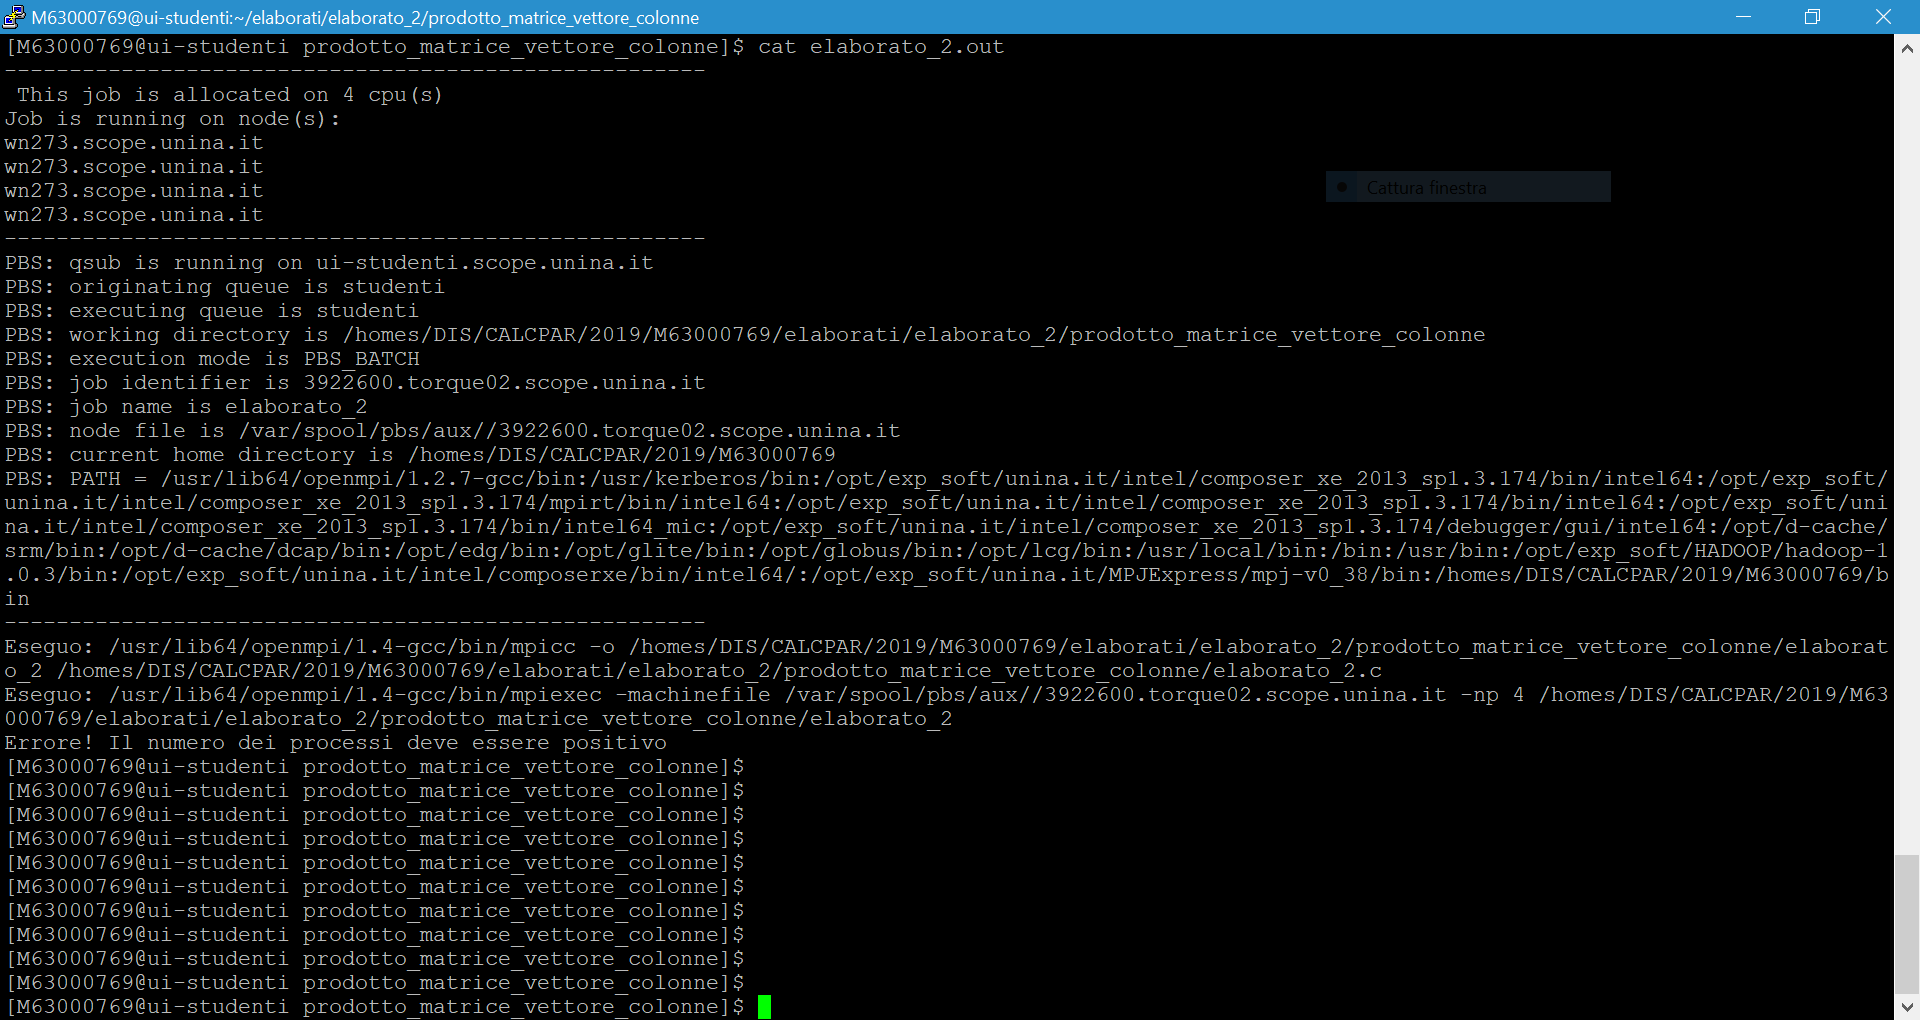 M63000769@ui-studenti:~/elaborati/elaborato_2/prodotto_matrice_vettore_colonne
[M63000769@ui-studenti prodotto_matrice_vettore_colonne]$ cat elaborato_2.out
------------------------------------------------------
 This job is allocated on 4 cpu(s)
Job is running on node(s):
wn273.scope.unina.it
wn273.scope.unina.it
Cattura finestra
wn273.scope.unina.it
wn273.scope.unina.it
------------------------------------------------------
PBS: qsub is running on ui-studenti.scope.unina.it
PBS: originating queue is studenti
PBS: executing queue is studenti
PBS: working directory is /homes/DIS/CALCPAR/2019/M63000769/elaborati/elaborato_2/prodotto_matrice_vettore_colonne
PBS: execution mode is PBS_BATCH
PBS: job identifier is 3922600.torque02.scope.unina.it
PBS: job name is elaborato_2
PBS: node file is /var/spool/pbs/aux//3922600.torque02.scope.unina.it
PBS: current home directory is /homes/DIS/CALCPAR/2019/M63000769
PBS: PATH = /usr/lib64/openmpi/1.2.7-gcc/bin:/usr/kerberos/bin:/opt/exp_soft/unina.it/intel/composer_xe_2013_sp1.3.174/bin/intel64:/opt/exp_soft/
unina.it/intel/composer_xe_2013_sp1.3.174/mpirt/bin/intel64:/opt/exp_soft/unina.it/intel/composer_xe_2013_sp1.3.174/bin/intel64:/opt/exp_soft/uni
na.it/intel/composer_xe_2013_sp1.3.174/bin/intel64_mic:/opt/exp_soft/unina.it/intel/composer_xe_2013_sp1.3.174/debugger/gui/intel64:/opt/d-cache/
srm/bin:/opt/d-cache/dcap/bin:/opt/edg/bin:/opt/glite/bin:/opt/globus/bin:/opt/lcg/bin:/usr/local/bin:/bin:/usr/bin:/opt/exp_soft/HADOOP/hadoop-1
.0.3/bin:/opt/exp_soft/unina.it/intel/composerxe/bin/intel64/:/opt/exp_soft/unina.it/MPJExpress/mpj-v0_38/bin:/homes/DIS/CALCPAR/2019/M63000769/b
in
------------------------------------------------------
Eseguo: /usr/lib64/openmpi/1.4-gcc/bin/mpicc -o /homes/DIS/CALCPAR/2019/M63000769/elaborati/elaborato_2/prodotto_matrice_vettore_colonne/elaborat
o_2 /homes/DIS/CALCPAR/2019/M63000769/elaborati/elaborato_2/prodotto_matrice_vettore_colonne/elaborato_2.c
Eseguo: /usr/lib64/openmpi/1.4-gcc/bin/mpiexec -machinefile /var/spool/pbs/aux//3922600.torque02.scope.unina.it -np 4 /homes/DIS/CALCPAR/2019/M63
000769/elaborati/elaborato_2/prodotto_matrice_vettore_colonne/elaborato_2
Errore! Il numero dei processi deve essere positivo
[M63000769@ui-studenti prodotto_matrice_vettore_colonne]$
[M63000769@ui-studenti prodotto_matrice_vettore_colonne]$
[M63000769@ui-studenti prodotto_matrice_vettore_colonne]$
[M63000769@ui-studenti prodotto_matrice_vettore_colonne]$
[M63000769@ui-studenti prodotto_matrice_vettore_colonne]$
[M63000769@ui-studenti prodotto_matrice_vettore_colonne]$
[M63000769@ui-studenti prodotto_matrice_vettore_colonne]$
[M63000769@ui-studenti prodotto_matrice_vettore_colonne]$
[M63000769@ui-studenti prodotto_matrice_vettore_colonne]$
[M63000769@ui-studenti prodotto_matrice_vettore_colonne]$
[M63000769@ui-studenti prodotto_matrice_vettore_colonne]$